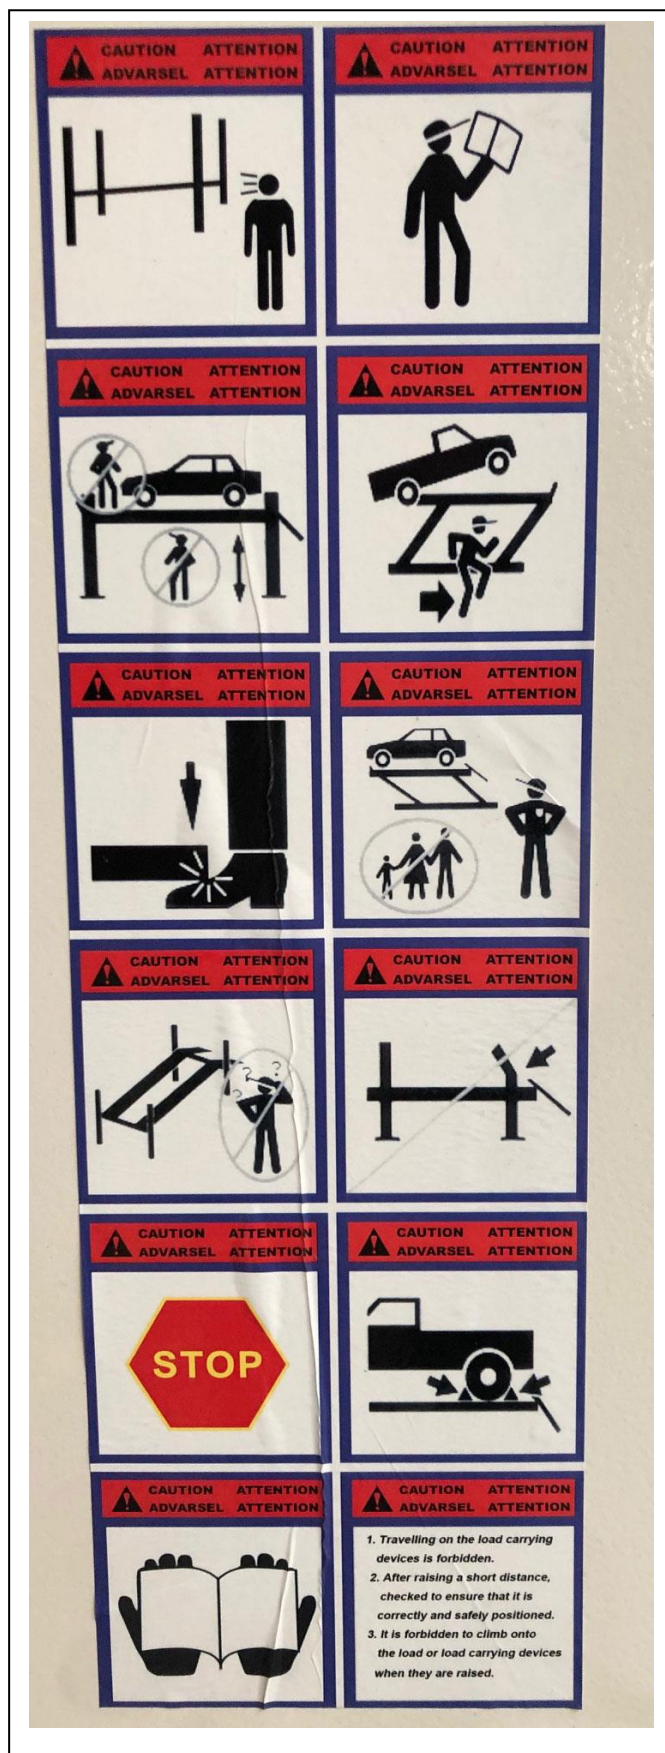 CAUTION ATTENTION
ADVARSEL ATTENTION
CAUTION ATTENTION
ADVARSEL ATTENTION
CAUTION ATTENTION
ADVARSEL ATTENTION
CAUTION ATTENTION
ADVARSEL ATTENTION
CAUTION ATTENTION
ADVARSEL ATTENTION
CAUTION ATTENTION
ADVARSEL ATTENTION
CAUTION ATTENTION
ADVARSEL ATTENTION
? ? ?
CAUTION ATTENTION
ADVARSEL ATTENTION
CAUTION ATTENTION
ADVARSEL ATTENTION
STOP
CAUTION ATTENTION
ADVARSEL ATTENTION
CAUTION ATTENTION
ADVARSEL ATTENTION
CAUTION ATTENTION
ADVARSEL ATTENTION
1. Travelling on the load carrying
devices is forbidden.
2. After raising a short distance,
checked to ensure that it is
correctly and safely positioned.
3. It is forbidden to climb onto
the load or load carrying devices
when they are raised.